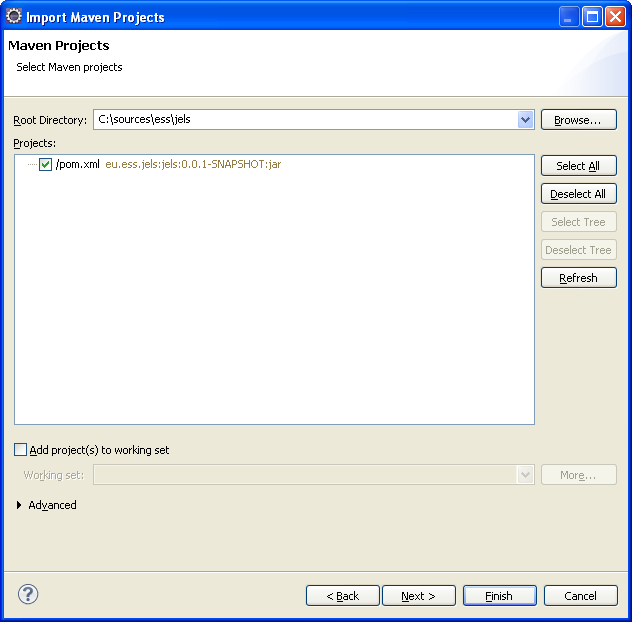 Import Maven Projects
Maven Projects
Select Maven projects
Root Directory: C:\sources\ess\jels Browse...
Projects:
/pom.xml eu.ess.jels:jels:0.0.1-SNAPSHOT:jar
Select All
Deselect All
Select Tree
Deselect Tree
Refresh
Add project(s) to working set
Working set: More...
Advanced
? < Back Next > Finish Cancel